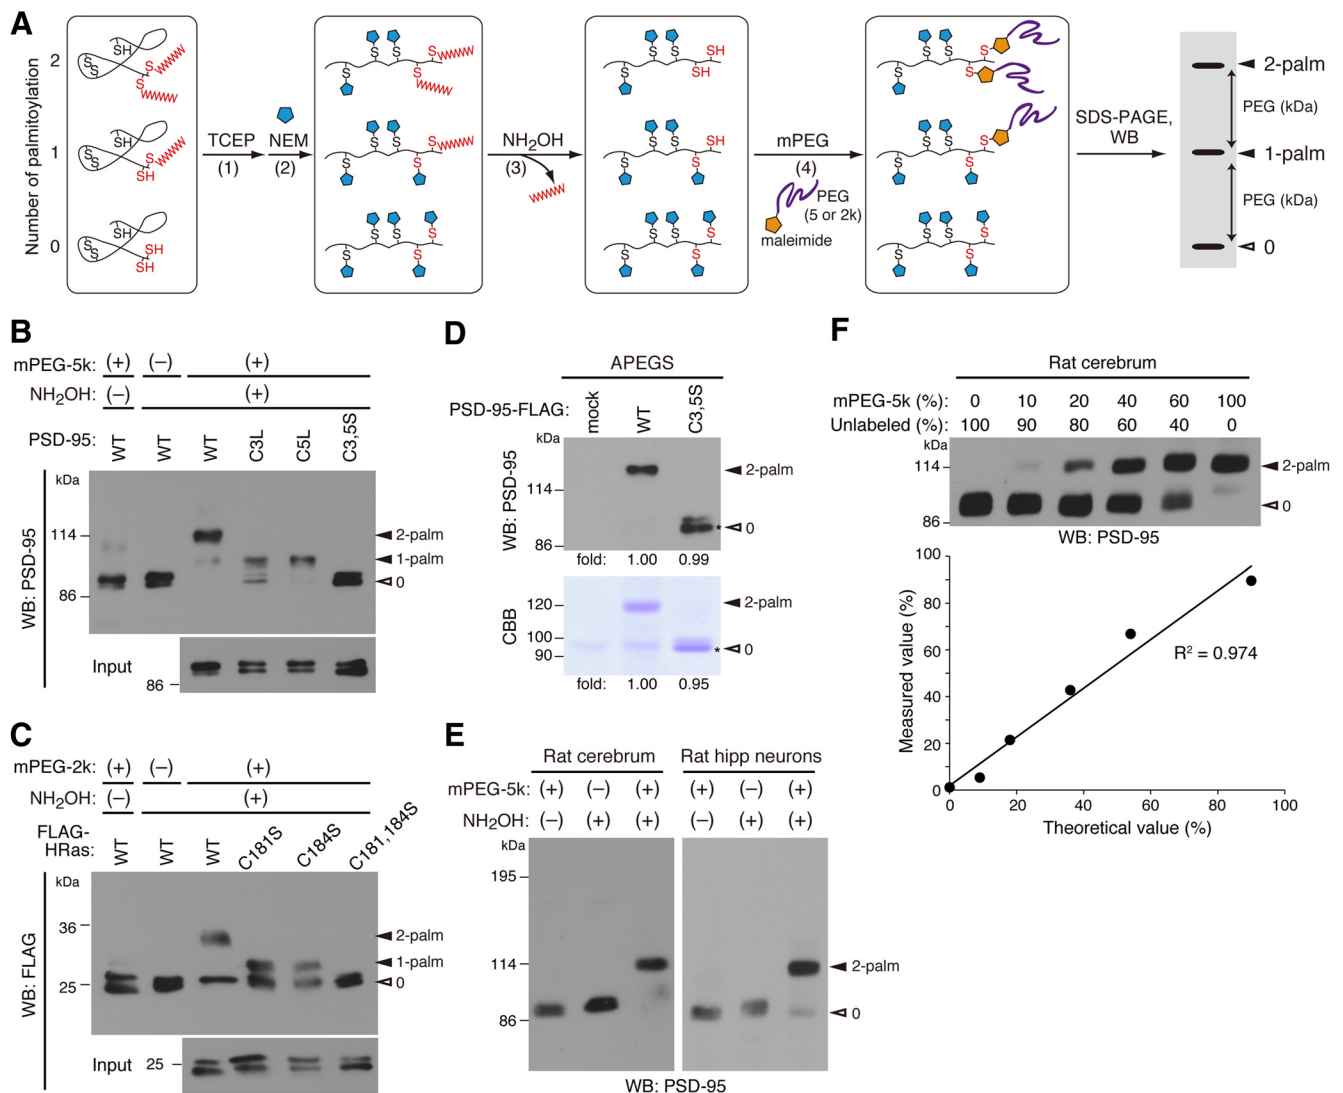 A
Number of palmitoylation
2
1
0
SH
S
S
S
S
SH
S
S
S
SH
SH
S
S
SH
SH
TCEP
(1)
NEM
(2)
S
S
S
S
S
S
S
S
S
SH
S
S
S
S
S
NH₂OH
(3)
S
S
S
SH
SH
S
S
S
SH
S
S
S
S
S
mPEG
(4)
PEG
(5 or 2k)
maleimide
S
S
S
S
S
S
S
S
S
S
S
S
S
S
SDS-PAGE,
WB
2-palm
PEG (kDa)
1-palm
PEG (kDa)
0
B
mPEG-5k: (+) (–) (+)
NH₂OH: (–) (+)
PSD-95: WT WT WT C3L C5L C3,5S
WB: PSD-95
kDa
114
86
2-palm
1-palm
0
Input
86
C
mPEG-2k: (+) (–) (+)
NH₂OH: (–) (+)
FLAG-
HRas: WT WT WT C181S C184S C181,184S
WB: FLAG
kDa
36
25
2-palm
1-palm
0
Input 25
D
APEGS
PSD-95-FLAG: mock WT C3,5S
kDa
WB: PSD-95
114
86
2-palm
* 0
fold: 1.00 0.99
CBB
120
100
90
2-palm
* 0
fold: 1.00 0.95
E
Rat cerebrum Rat hipp neurons
mPEG-5k: (+) (–) (+) (+) (–) (+)
NH₂OH: (–) (+) (+) (–) (+) (+)
kDa
195
114
86
2-palm
0
WB: PSD-95
F
Rat cerebrum
mPEG-5k (%): 0 10 20 40 60 100
Unlabeled (%): 100 90 80 60 40 0
kDa
114
86
2-palm
0
WB: PSD-95
Measured value (%)
100
80
60
40
20
0
R² = 0.974
0 20 40 60 80 100
Theoretical value (%)